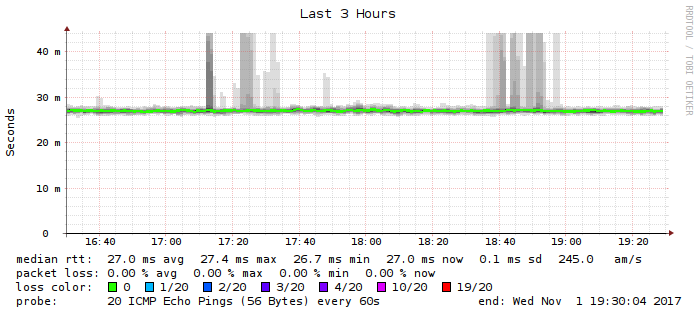 Last 3 Hours
RRDTOOL / TOBI OETIKER
Seconds
40 m
30 m
20 m
10 m
0
16:40 17:00 17:20 17:40 18:00 18:20 18:40 19:00 19:20
median rtt: 27.0 ms avg 27.4 ms max 26.7 ms min 27.0 ms now 0.1 ms sd 245.0 am/s
packet loss: 0.00 % avg 0.00 % max 0.00 % min 0.00 % now
loss color: 0 1/20 2/20 3/20 4/20 10/20 19/20
probe: 20 ICMP Echo Pings (56 Bytes) every 60s end: Wed Nov 1 19:30:04 2017